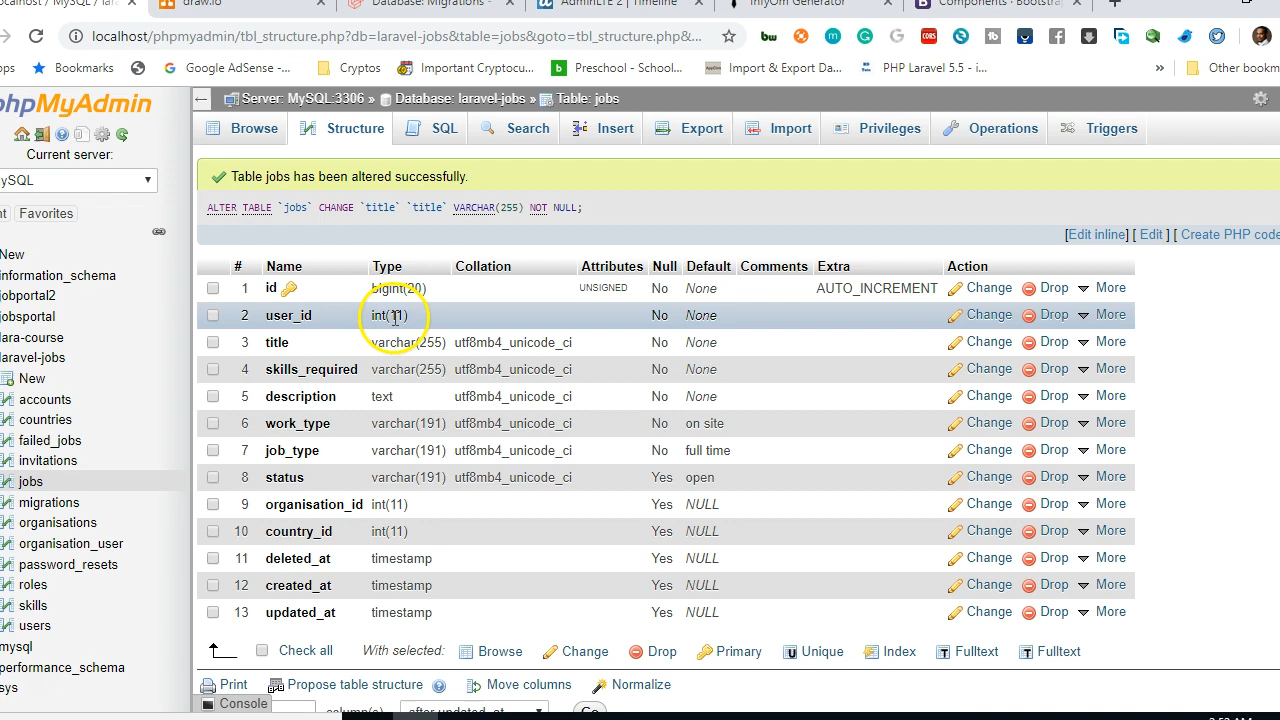 localhost / MySQL / lara
draw.io
Database: Migrations -
AdminLTE 2 | Timeline
InfyOm Generator
Components · Bootstrap
localhost/phpmyadmin/tbl_structure.php?db=laravel-jobs&table=jobs&goto=tbl_structure.php&...
pps Bookmarks Google AdSense -... Cryptos Important Cryptocu... Preschool - School... Import & Export Da... PHP Laravel 5.5 - i... » Other bookm
phpMyAdmin
Current server:
ySQL
nt Favorites
New
information_schema
jobportal2
jobsportal
lara-course
laravel-jobs
New
accounts
countries
failed_jobs
invitations
jobs
migrations
organisations
organisation_user
password_resets
roles
skills
users
mysql
performance_schema
sys
Server: MySQL:3306 » Database: laravel-jobs » Table: jobs
Browse Structure SQL Search Insert Export Import Privileges Operations Triggers
Table jobs has been altered successfully.
ALTER TABLE `jobs` CHANGE `title` `title` VARCHAR(255) NOT NULL;
[Edit inline] [ Edit ] [ Create PHP code
# Name Type Collation Attributes Null Default Comments Extra Action
1 id bigint(20) UNSIGNED No None AUTO_INCREMENT Change Drop More
2 user_id int(11) No None Change Drop More
3 title varchar(255) utf8mb4_unicode_ci No None Change Drop More
4 skills_required varchar(255) utf8mb4_unicode_ci No None Change Drop More
5 description text utf8mb4_unicode_ci No None Change Drop More
6 work_type varchar(191) utf8mb4_unicode_ci No on site Change Drop More
7 job_type varchar(191) utf8mb4_unicode_ci No full time Change Drop More
8 status varchar(191) utf8mb4_unicode_ci Yes open Change Drop More
9 organisation_id int(11) Yes NULL Change Drop More
10 country_id int(11) Yes NULL Change Drop More
11 deleted_at timestamp Yes NULL Change Drop More
12 created_at timestamp Yes NULL Change Drop More
13 updated_at timestamp Yes NULL Change Drop More
Check all With selected: Browse Change Drop Primary Unique Index Fulltext Fulltext
Print Propose table structure Move columns Normalize
Console
column(s) after updated_at Go